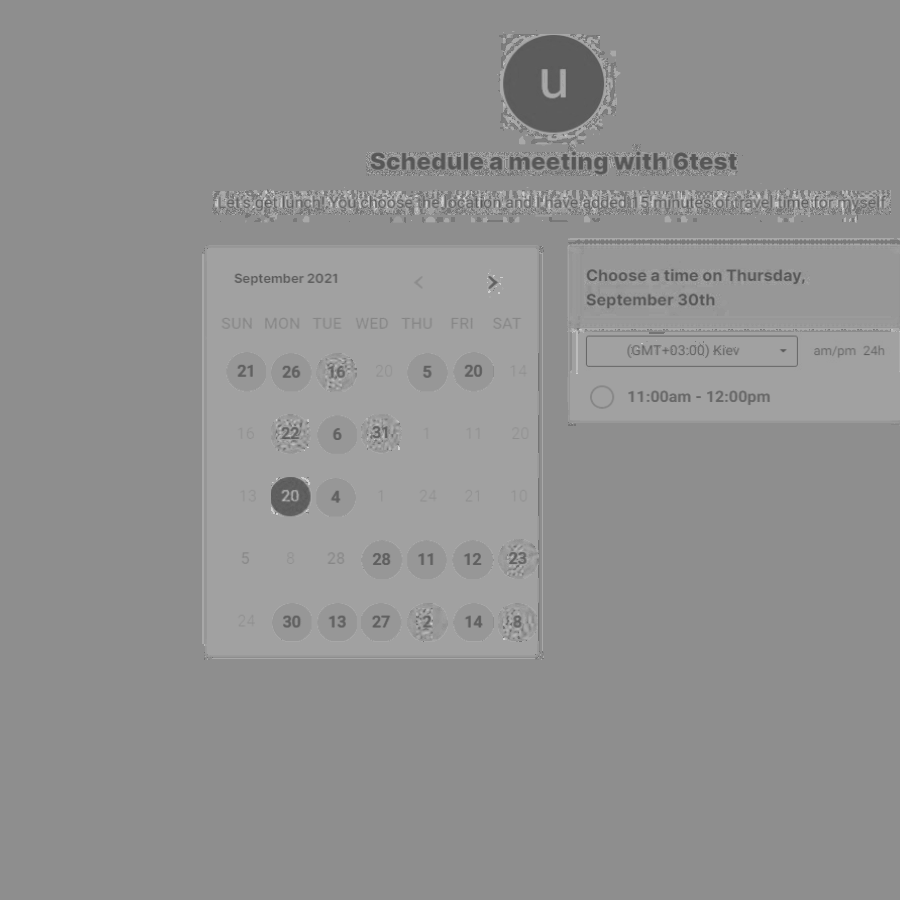 u
Schedule a meeting with 6test
Let's get lunch! You choose the location and I have added 15 minutes of travel time for myself.
September 2021
SUN MON TUE WED THU FRI SAT
21 26 16 20 5 20 14
16 22 6 31 1 11 20
13 20 4 1 24 21 10
5 8 28 28 11 12 23
24 30 13 27 2 14 8
Choose a time on Thursday,
September 30th
(GMT+03:00) Kiev am/pm 24h
11:00am - 12:00pm